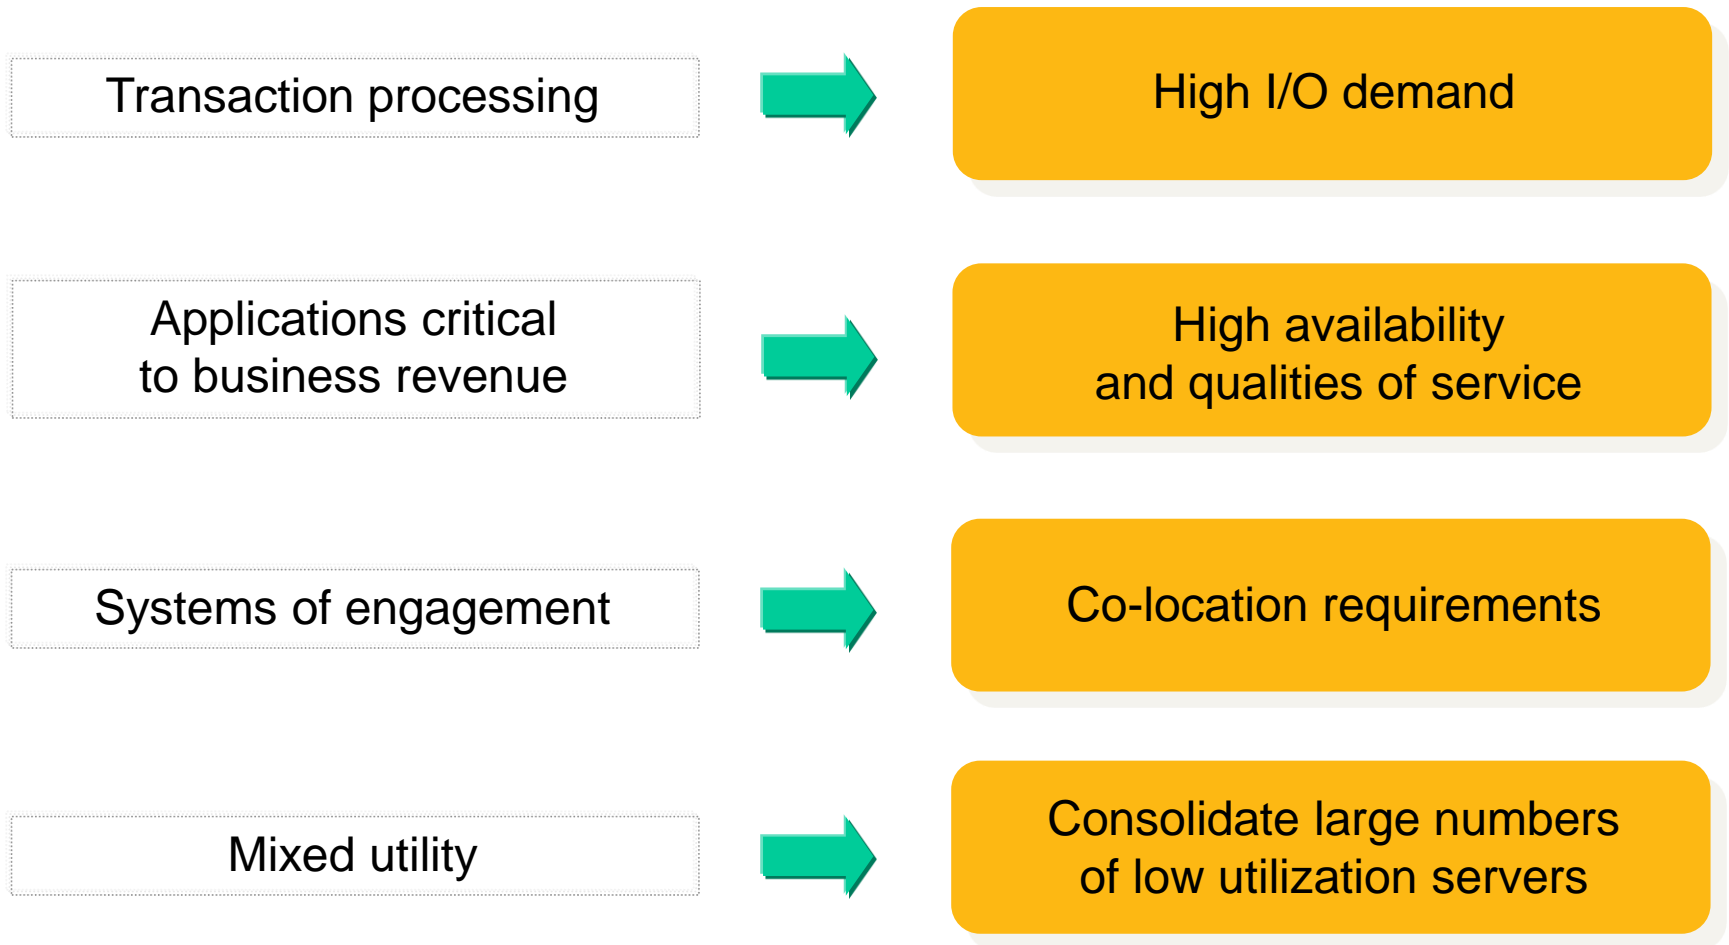 Transaction processing
High I/O demand
Applications critical
to business revenue
High availability
and qualities of service
Systems of engagement
Co-location requirements
Mixed utility
Consolidate large numbers
of low utilization servers